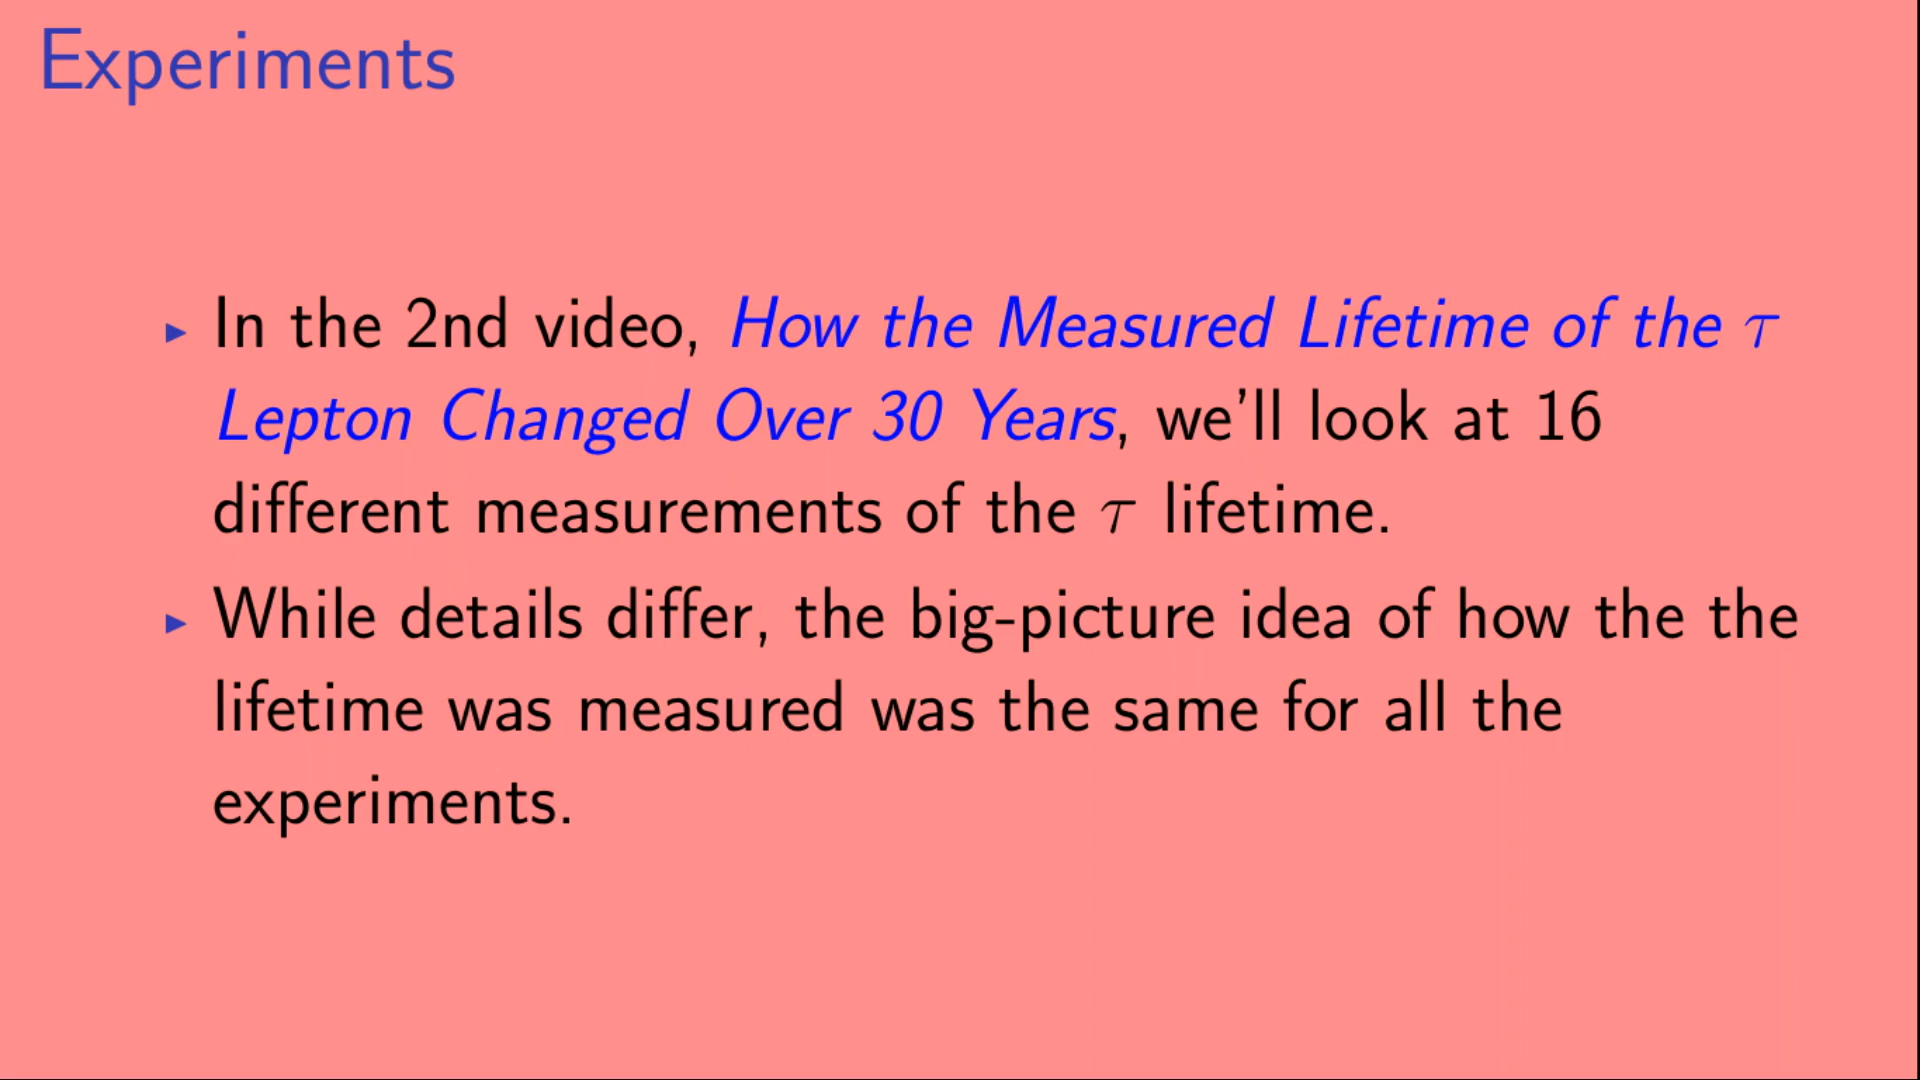 Experiments
▸ In the 2nd video, How the Measured Lifetime of the τ
Lepton Changed Over 30 Years, we'll look at 16
different measurements of the τ lifetime.
▸ While details differ, the big-picture idea of how the the
lifetime was measured was the same for all the
experiments.